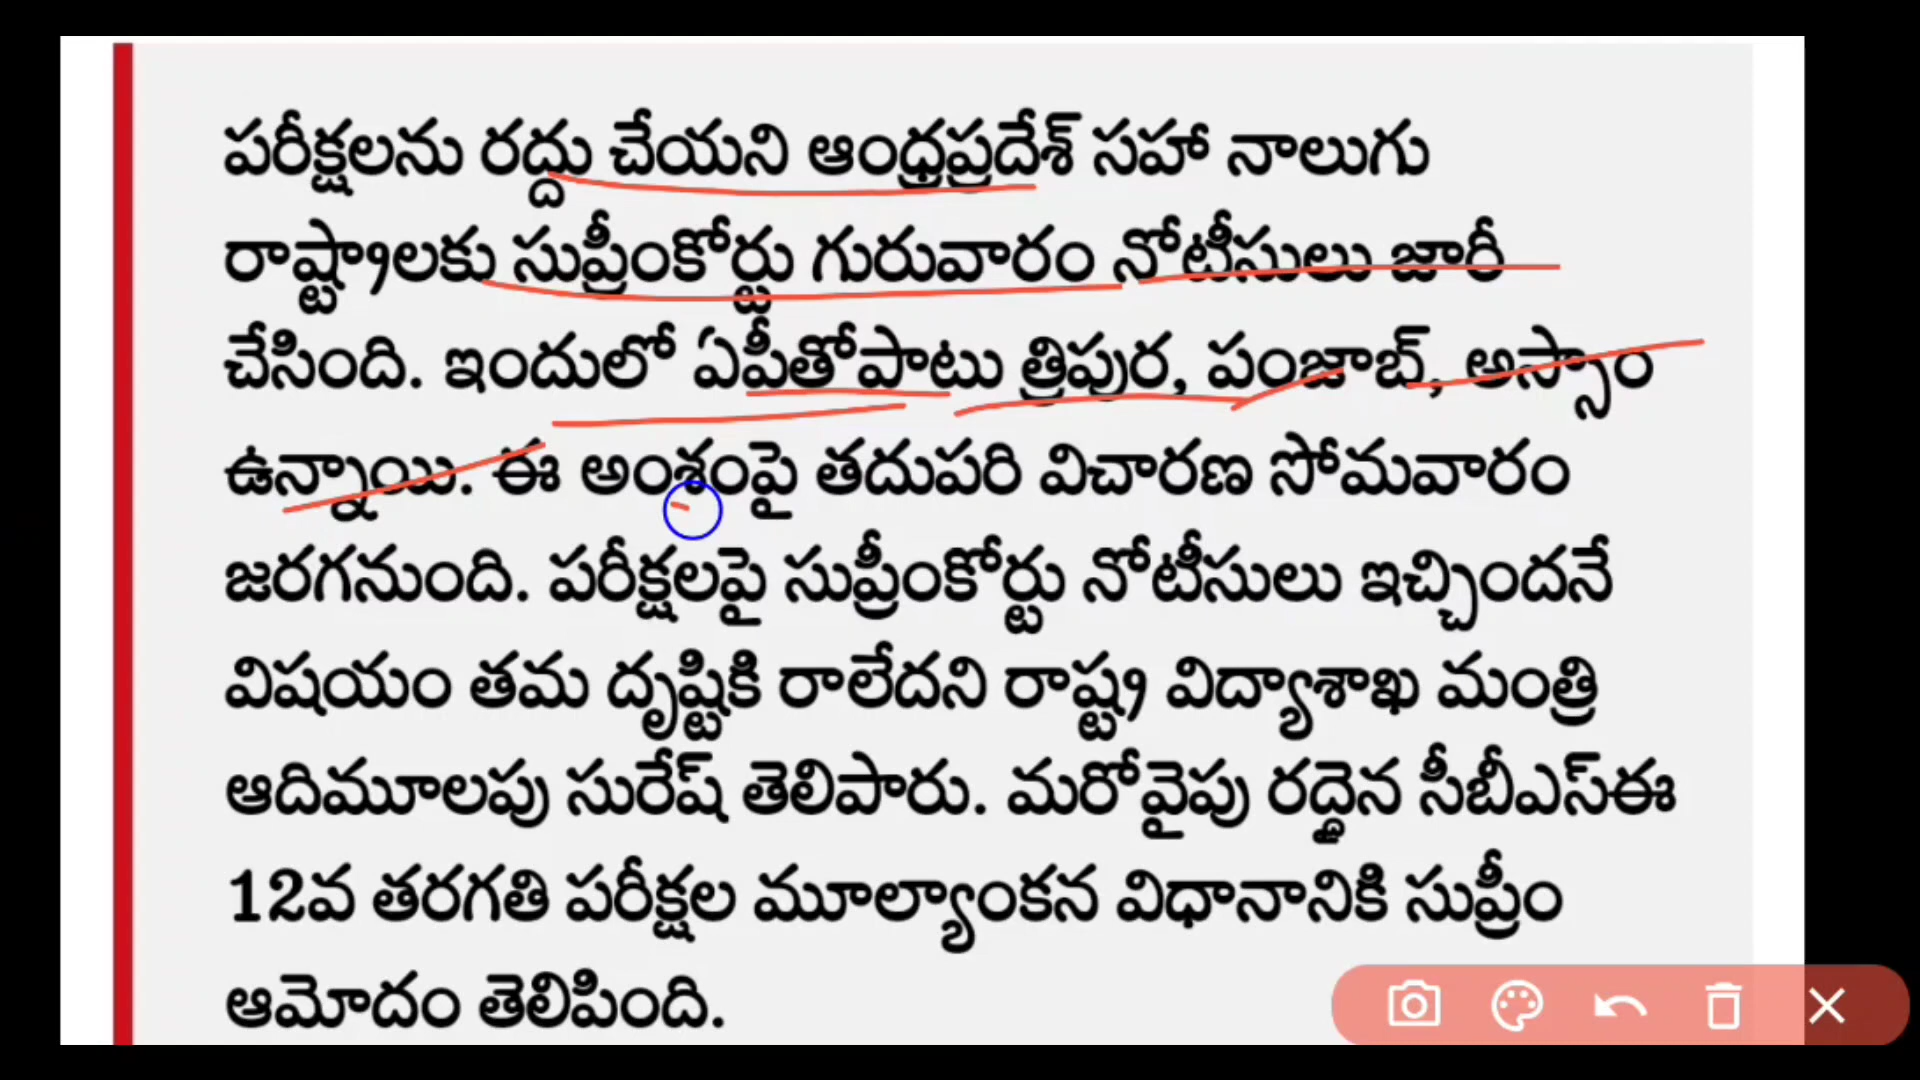 పరీక్షలను రద్దు చేయని ఆంధ్రప్రదేశ్ సహా నాలుగు
రాష్ట్రాలకు సుప్రీంకోర్టు గురువారం నోటీసులు జారీ
చేసింది. ఇందులో ఏపీతోపాటు త్రిపుర, పంజాబ్, అస్సాం
ఉన్నాయి. ఈ అంశంపై తదుపరి విచారణ సోమవారం
జరగనుంది. పరీక్షలపై సుప్రీంకోర్టు నోటీసులు ఇచ్చిందనే
విషయం తమ దృష్టికి రాలేదని రాష్ట్ర విద్యాశాఖ మంత్రి
ఆదిమూలపు సురేష్ తెలిపారు. మరోవైపు రద్దైన సీబీఎస్ఈ
12వ తరగతి పరీక్షల మూల్యాంకన విధానానికి సుప్రీం
ఆమోదం తెలిపింది.